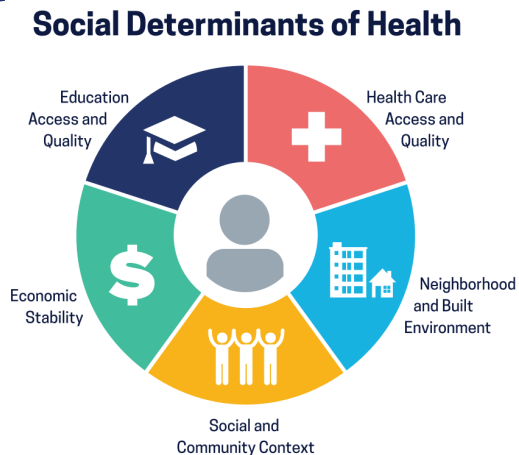 Social Determinants of Health
Education
Access and
Quality
Health Care
Access and
Quality
Economic
Stability
Neighborhood
and Built
Environment
Social and
Community Context
$